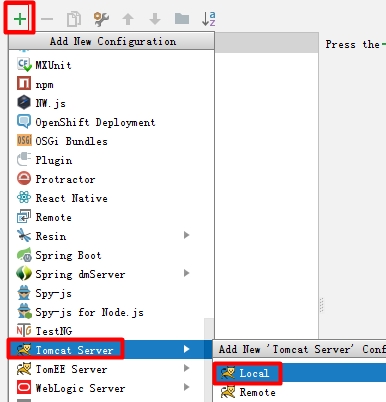 Add New Configuration
Press the
MXUnit
npm
NW.js
OpenShift Deployment
OSGi Bundles
Plugin
Protractor
React Native
Remote
Resin
Spring Boot
Spring dmServer
Spy-js
Spy-js for Node.js
TestNG
Tomcat Server
TomEE Server
WebLogic Server
Add New 'Tomcat Server' Conf
Local
Remote